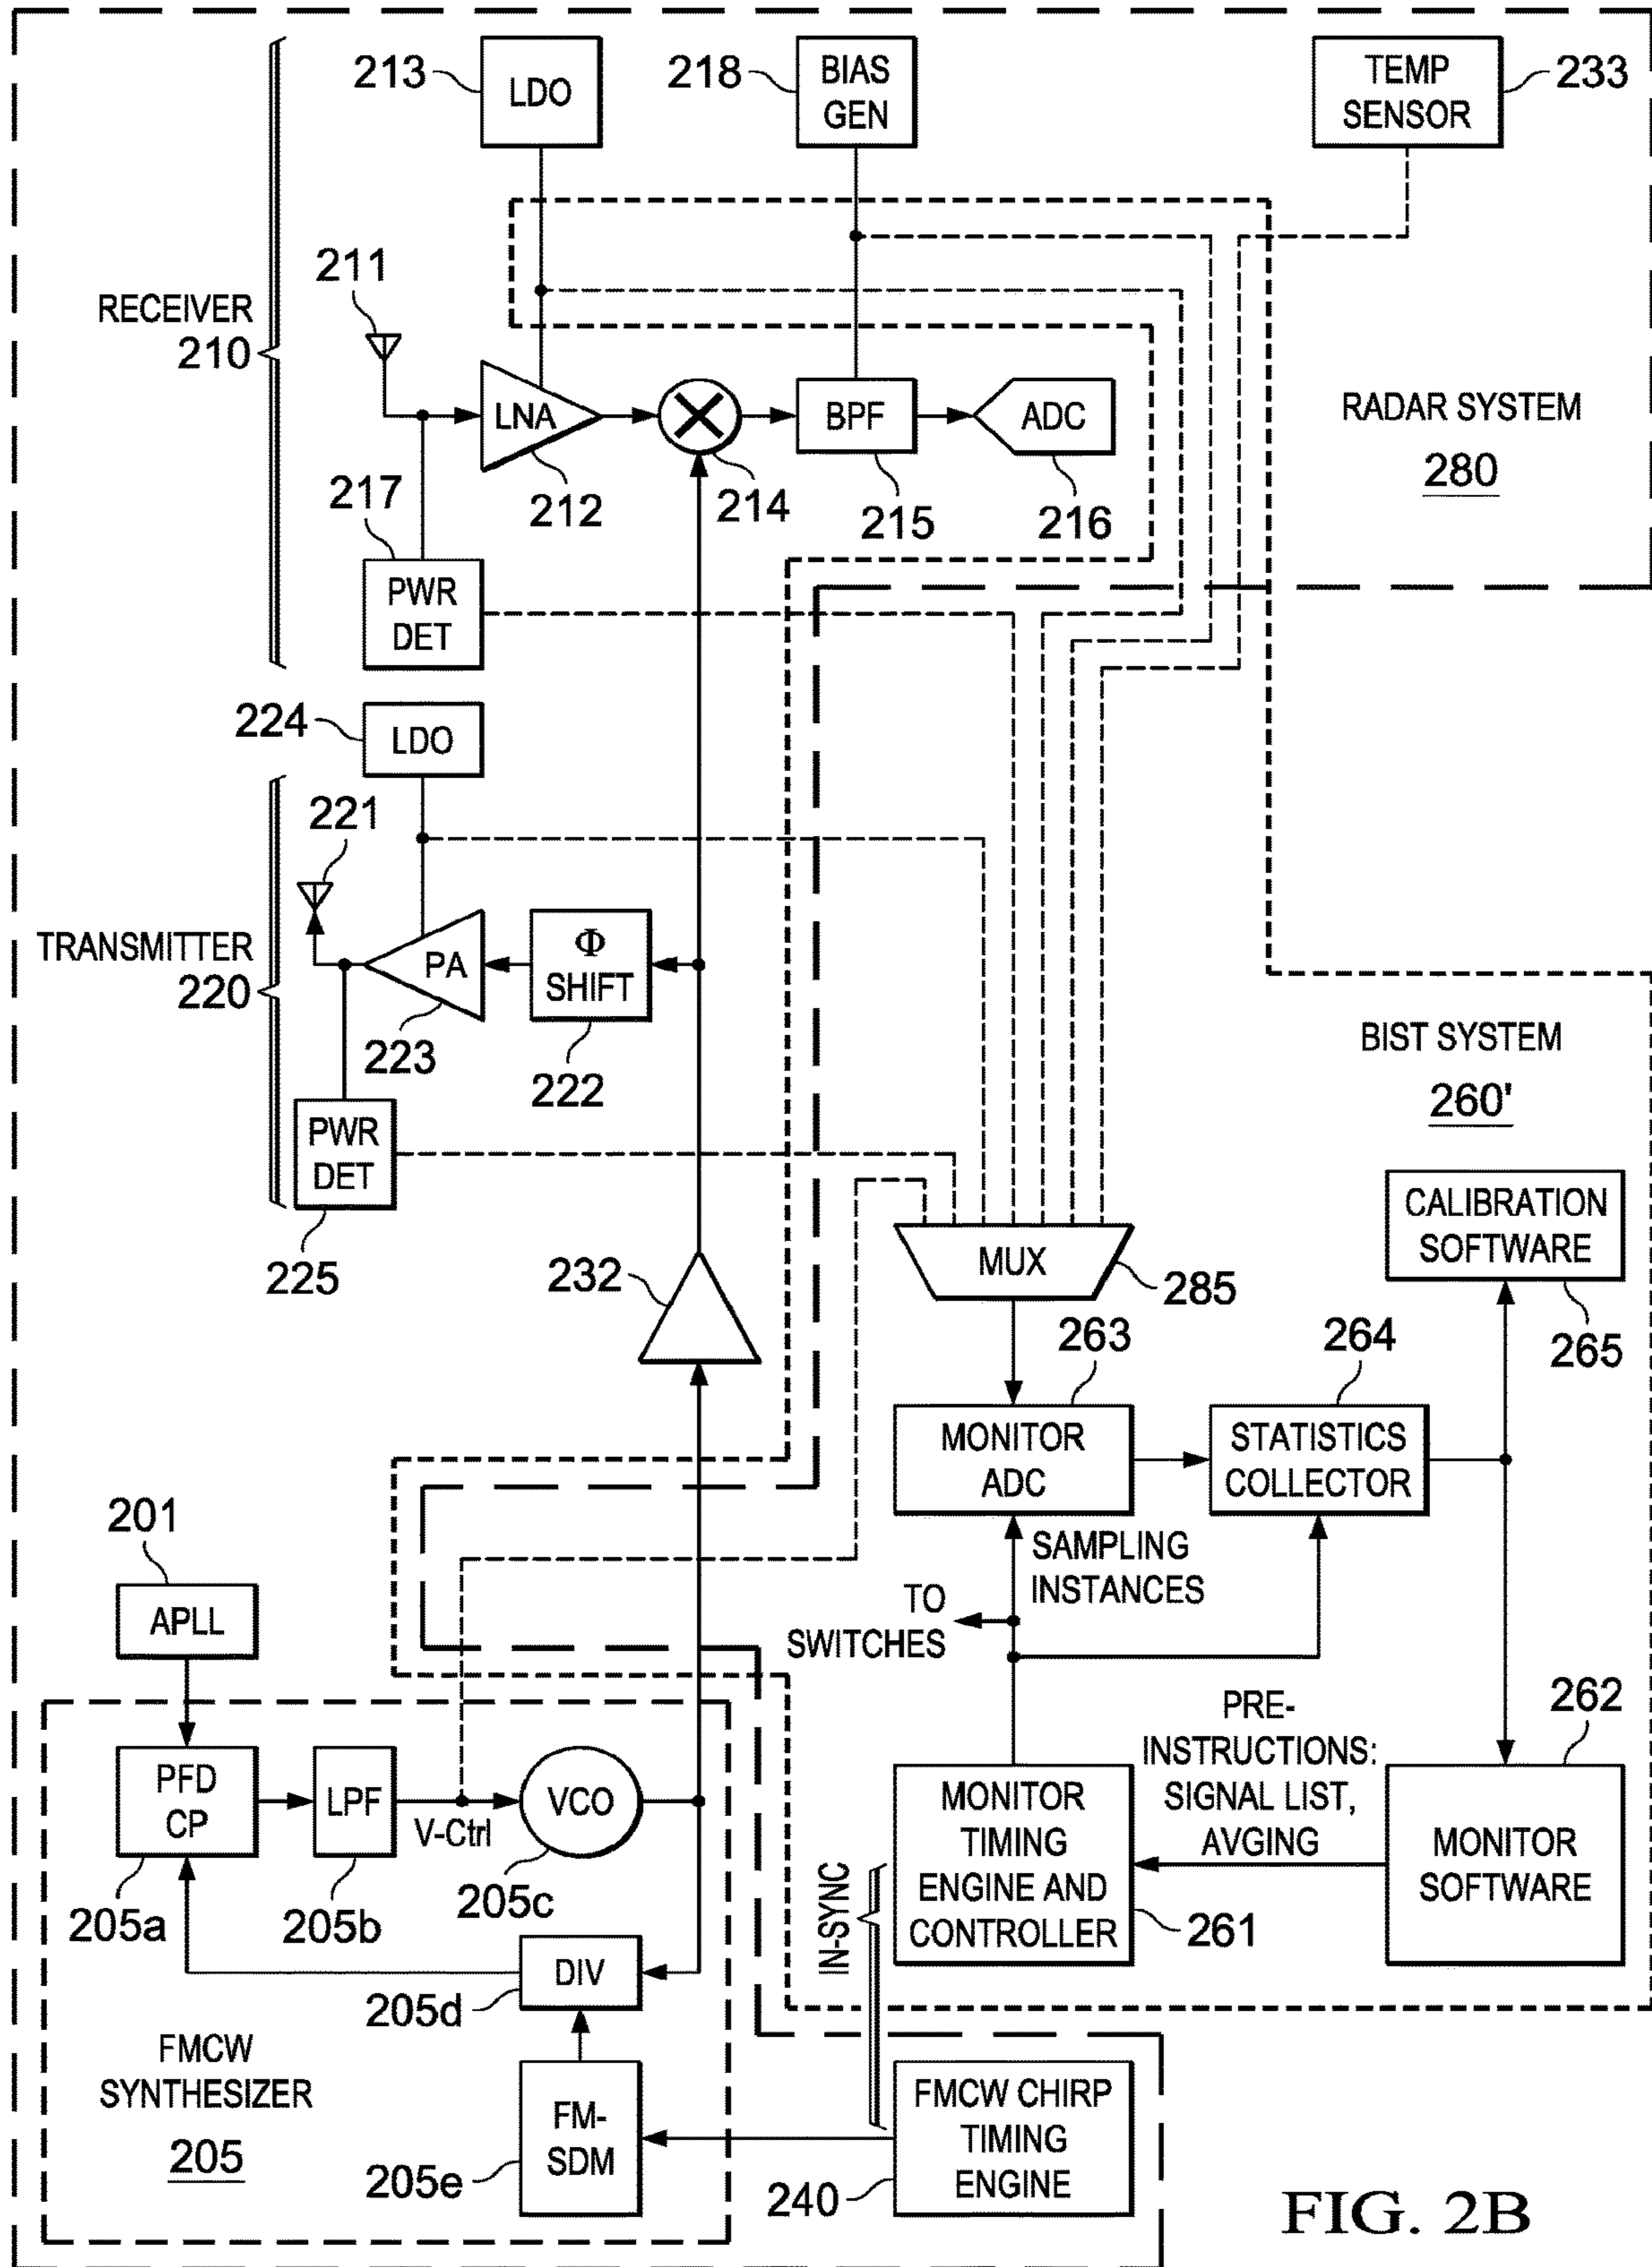 213
LDO
218
BIAS
GEN
TEMP
SENSOR
233
211
RECEIVER
210
LNA
212
214
BPF
215
ADC
216
RADAR SYSTEM
280
217
PWR
DET
224
LDO
221
TRANSMITTER
220
PA
223
Φ
SHIFT
222
PWR
DET
225
BIST SYSTEM
260'
CALIBRATION
SOFTWARE
265
MUX
285
232
263
MONITOR
ADC
264
STATISTICS
COLLECTOR
SAMPLING
INSTANCES
TO
SWITCHES
201
APLL
PFD
CP
205a
LPF
205b
V-Ctrl
VCO
205c
DIV
205d
FM-
SDM
205e
FMCW
SYNTHESIZER
205
PRE-
INSTRUCTIONS:
SIGNAL LIST,
AVGING
262
MONITOR
SOFTWARE
MONITOR
TIMING
ENGINE AND
CONTROLLER
261
IN-SYNC
FMCW CHIRP
TIMING
ENGINE
240
FIG. 2B